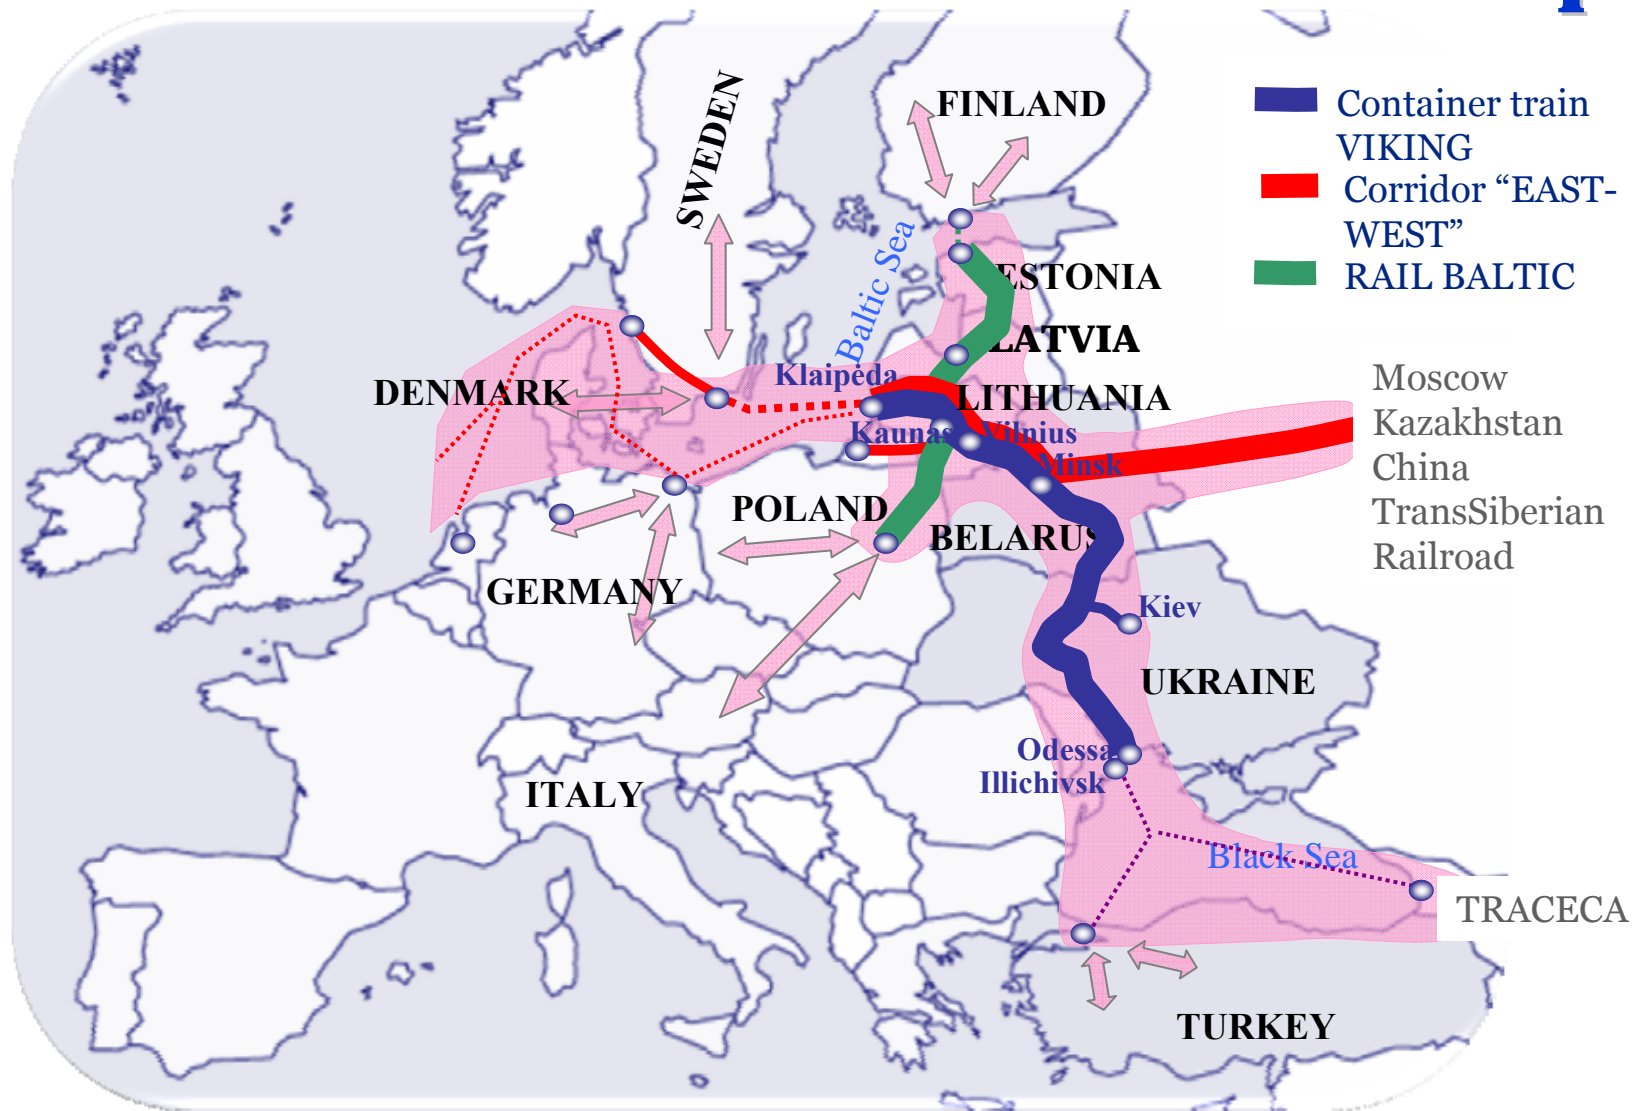 FINLAND
SWEDEN
Container train
VIKING
Corridor “EAST-
WEST”
RAIL BALTIC
Baltic Sea
ESTONIA
LATVIA
Klaipėda
DENMARK
LITHUANIA
Kaunas
Vilnius
Minsk
Moscow
Kazakhstan
China
TransSiberian
Railroad
POLAND
BELARUS
GERMANY
Kiev
UKRAINE
Odessa
Illichivsk
ITALY
Black Sea
TRACECA
TURKEY